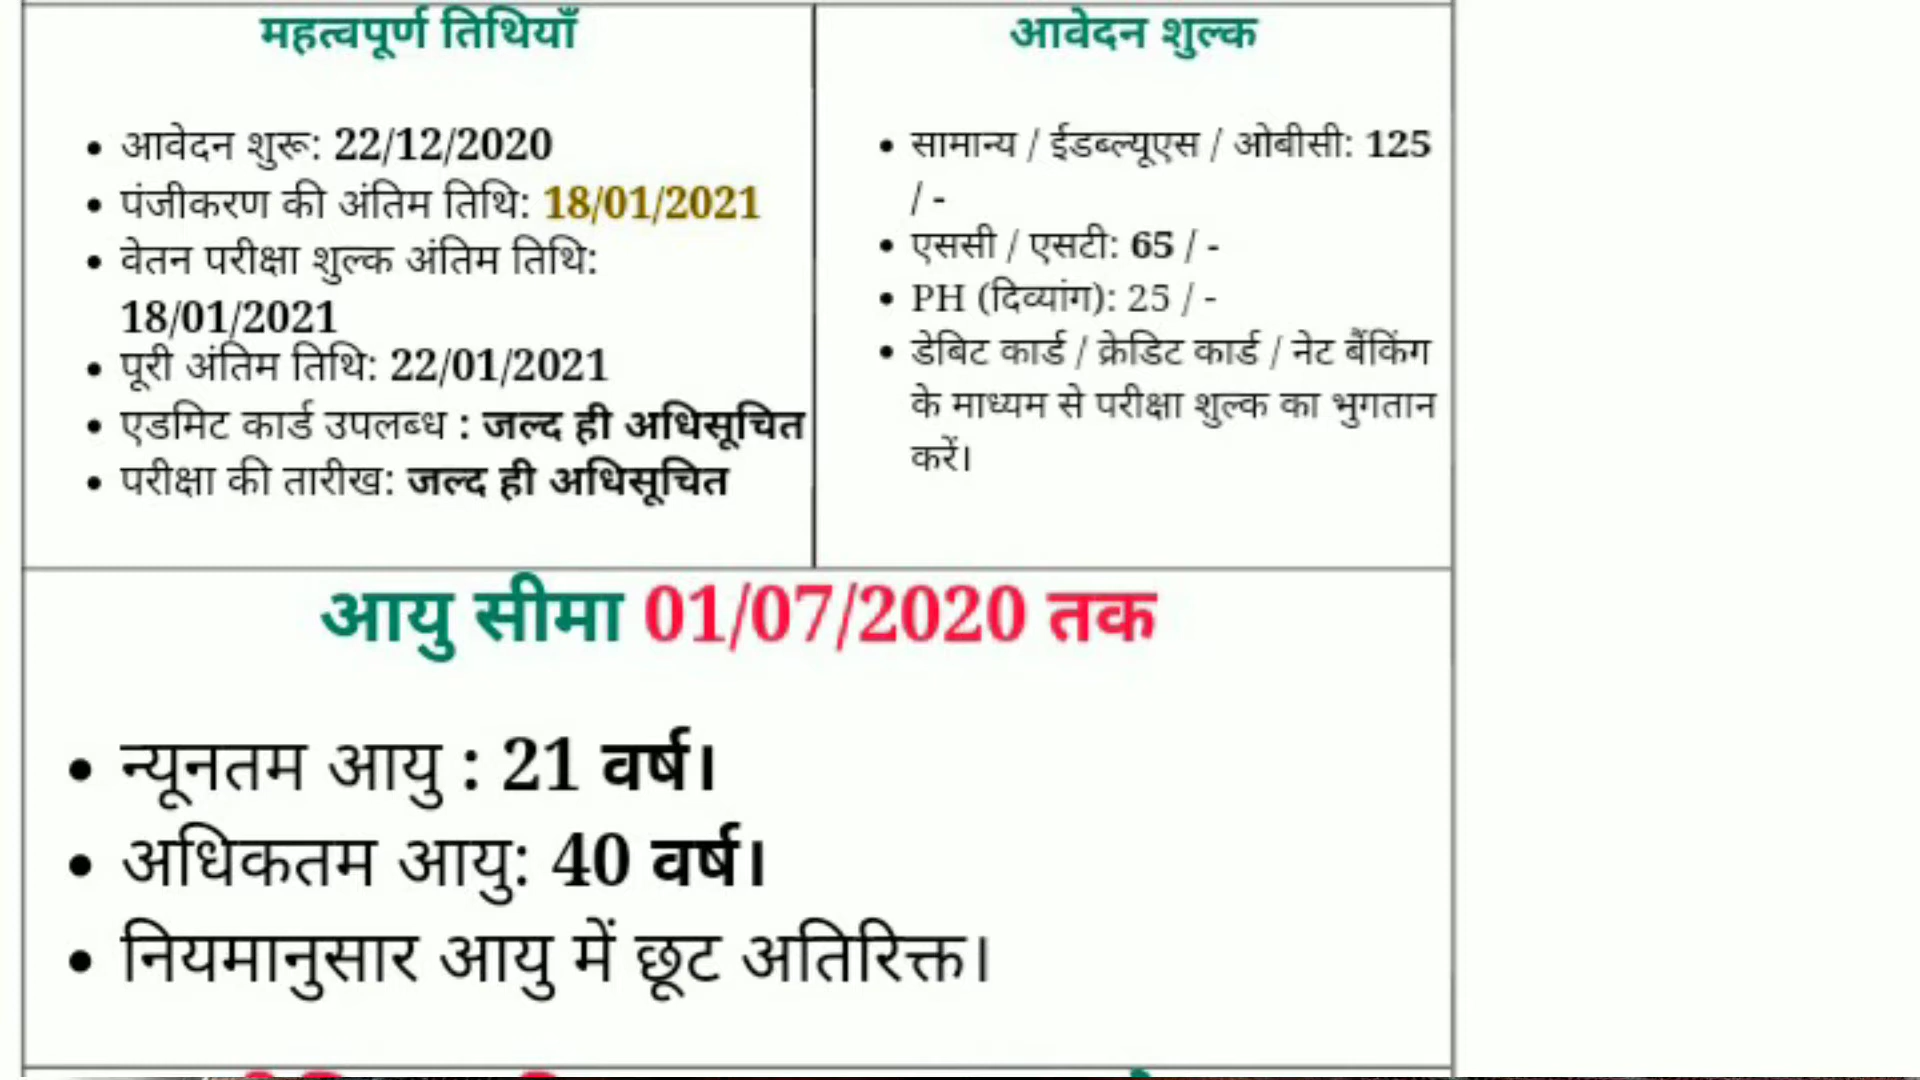 महत्वपूर्ण तिथियाँ
आवेदन शुरू: 22/12/2020
पंजीकरण की अंतिम तिथि: 18/01/2021
वेतन परीक्षा शुल्क अंतिम तिथि:
18/01/2021
पूरी अंतिम तिथि: 22/01/2021
एडमिट कार्ड उपलब्ध : जल्द ही अधिसूचित
परीक्षा की तारीख: जल्द ही अधिसूचित
आवेदन शुल्क
सामान्य / ईडब्ल्यूएस / ओबीसी: 125
/ -
एससी / एसटी: 65 / -
PH (दिव्यांग): 25 / -
डेबिट कार्ड / क्रेडिट कार्ड / नेट बैंकिंग
के माध्यम से परीक्षा शुल्क का भुगतान
करें।
आयु सीमा 01/07/2020 तक
न्यूनतम आयु : 21 वर्ष।
अधिकतम आयु: 40 वर्ष।
नियमानुसार आयु में छूट अतिरिक्त।